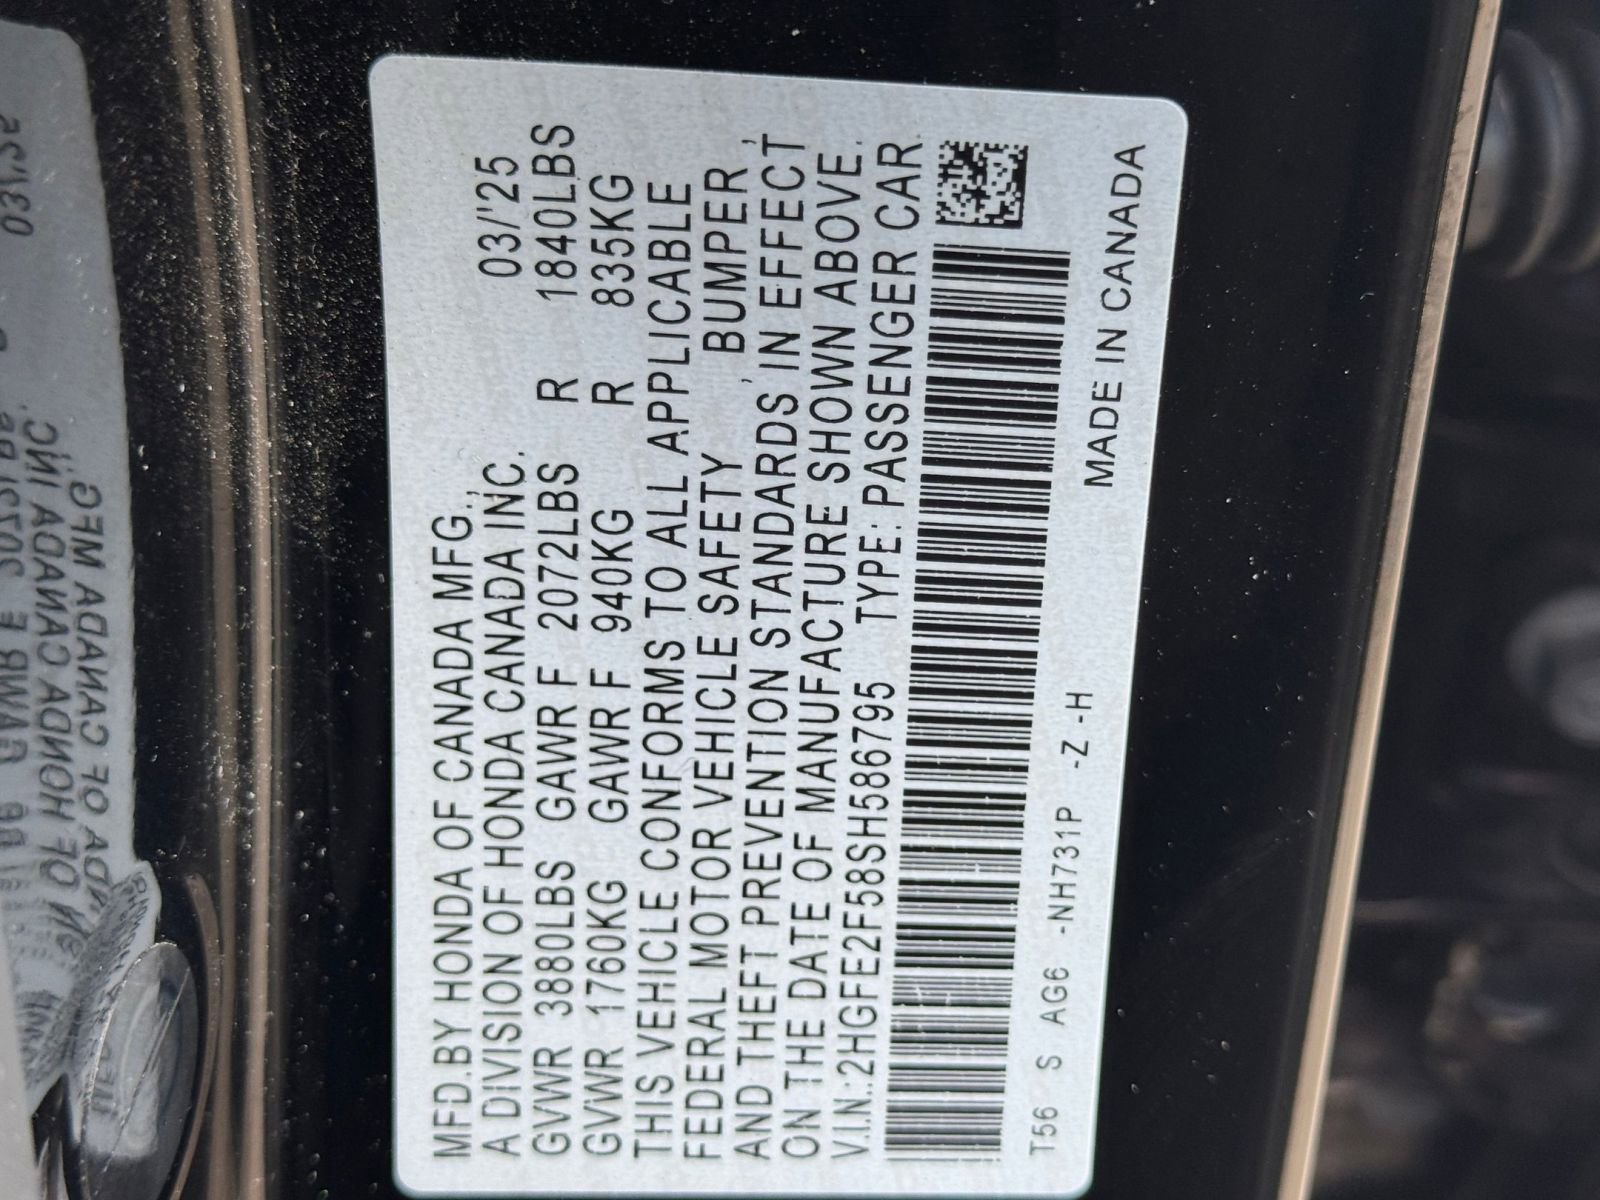 MFD.BY HONDA OF CANADA MFG.,
A DIVISION OF HONDA CANADA INC. 03/'25
GVWR 3880LBS GAWR F 2072LBS R 1840LBS
GVWR 1760KG GAWR F 940KG R 835KG
THIS VEHICLE CONFORMS TO ALL APPLICABLE
FEDERAL MOTOR VEHICLE SAFETY, BUMPER,
AND THEFT PREVENTION STANDARDS IN EFFECT
ON THE DATE OF MANUFACTURE SHOWN ABOVE.
V.I.N.:2HGFE2F58SH586795 TYPE: PASSENGER CAR
T56 S AG6 -NH731P -Z -H MADE IN CANADA